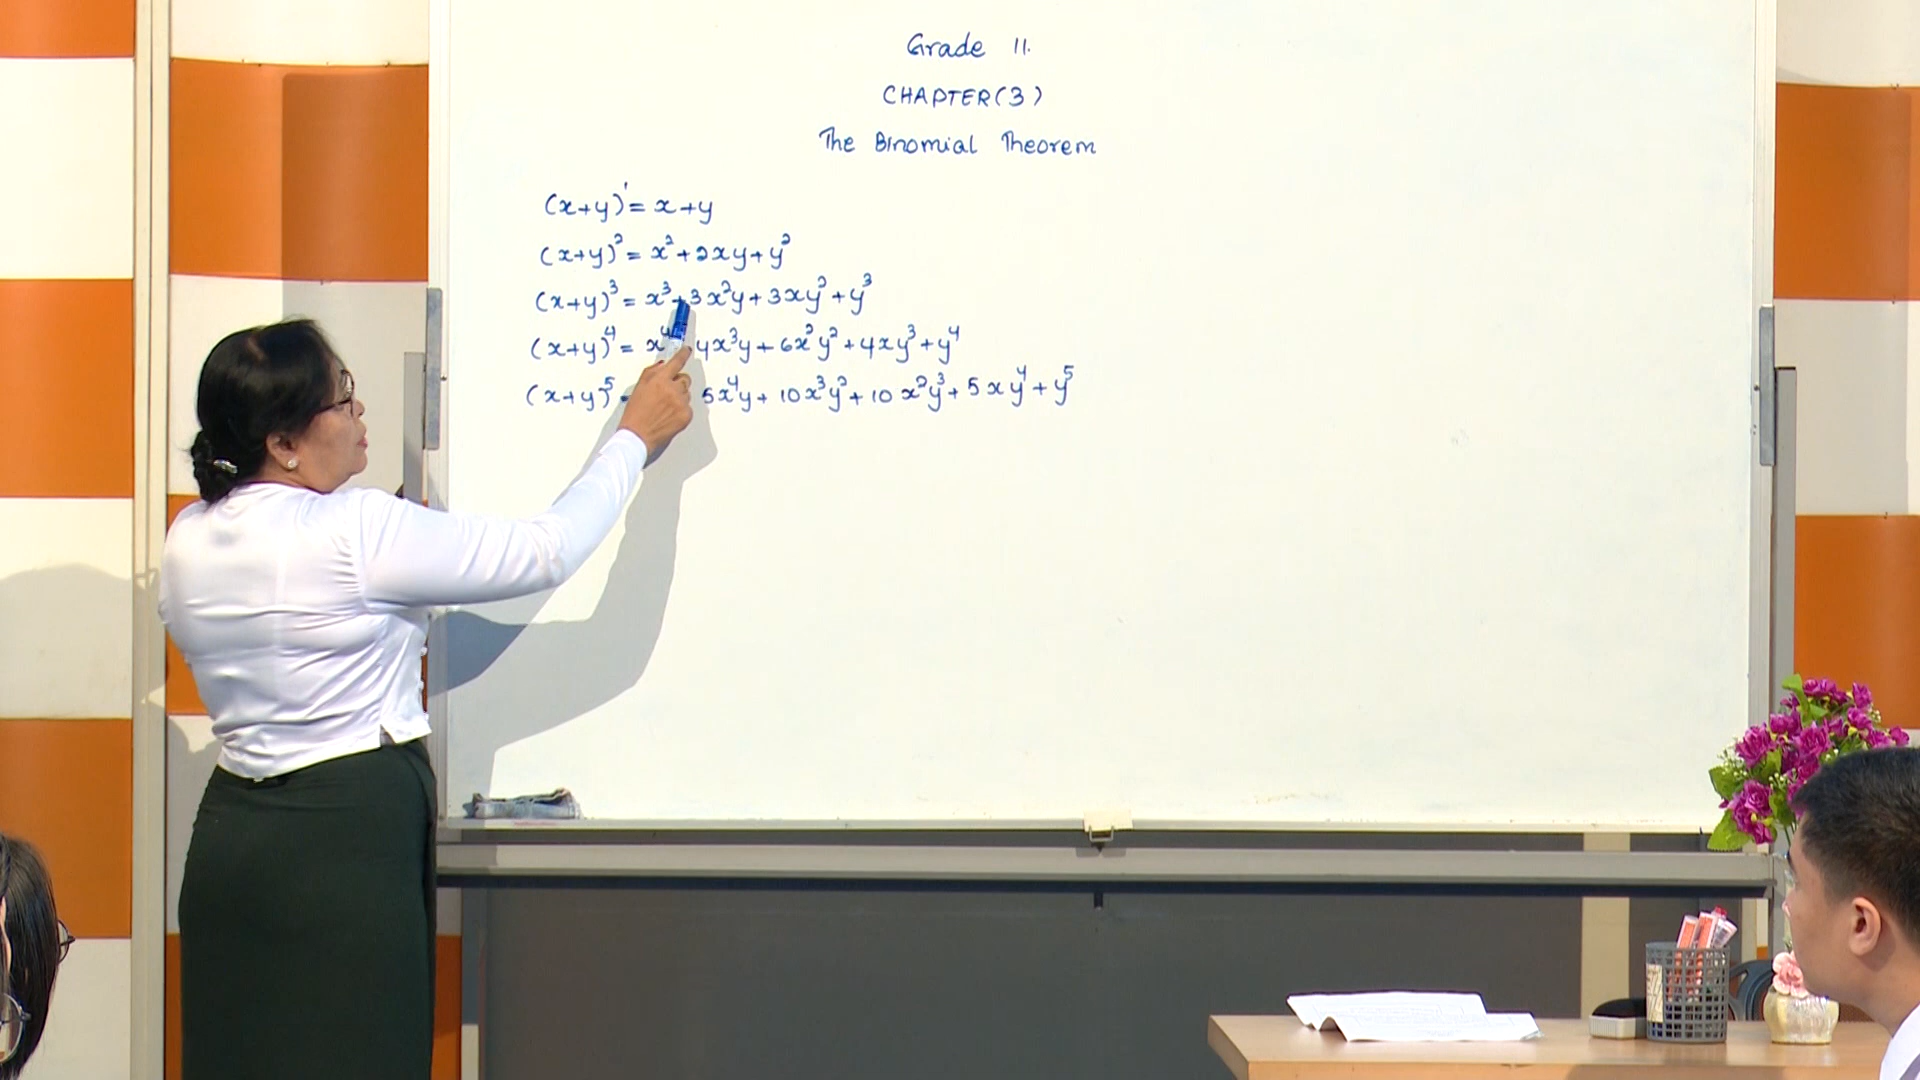 Grade 11.
CHAPTER(3)
The Binomial Theorem
(x+y)¹ = x+y
(x+y)² = x²+2xy+y²
(x+y)³ = x³+3x²y+3xy²+y³
(x+y)⁴ = x⁴ 4x³y+6x²y²+4xy³+y⁴
(x+y)⁵ = 5x⁴y+10x³y²+10x²y³+5xy⁴+y⁵